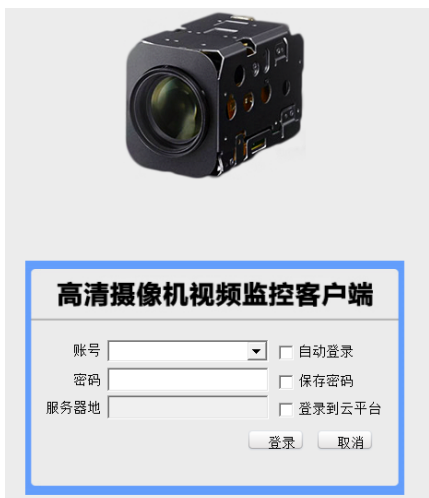 高清摄像机视频监控客户端
账号 自动登录
密码 保存密码
服务器地 登录到云平台
登录 取消